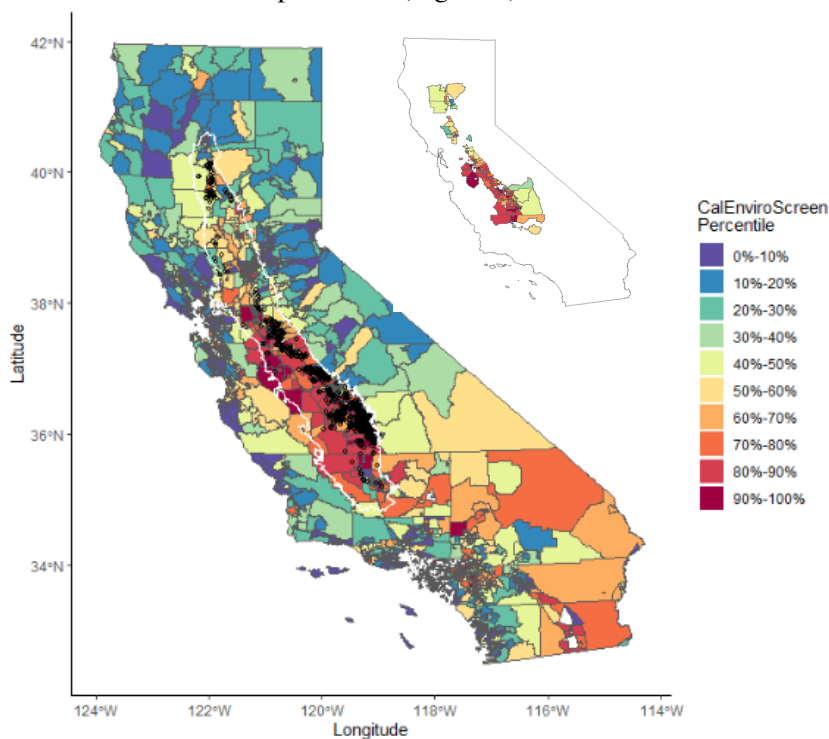 42°N
40°N
38°N
36°N
34°N
Latitude
124°W 122°W 120°W 118°W 116°W 114°W
Longitude
CalEnviroScreen
Percentile
0%-10%
10%-20%
20%-30%
30%-40%
40%-50%
50%-60%
60%-70%
70%-80%
80%-90%
90%-100%